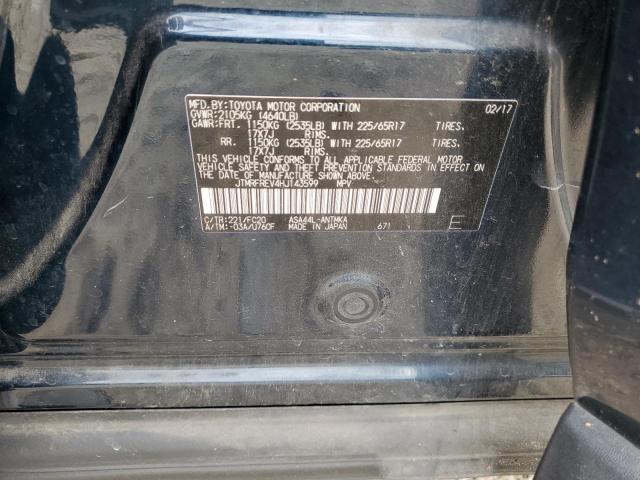 MFD.BY:TOYOTA MOTOR CORPORATION 02/17
GVWR:2105KG (4640LB)
GAWR:FRT. 1150KG (2535LB) WITH 225/65R17 TIRES.
17X7J RIMS.
RR. 1150KG (2535LB) WITH 225/65R17 TIRES.
17X7J RIMS.
THIS VEHICLE CONFORMS TO ALL APPLICABLE FEDERAL MOTOR
VEHICLE SAFETY AND THEFT PREVENTION STANDARDS IN EFFECT ON
THE DATE OF MANUFACTURE SHOWN ABOVE.
JTMRFREV4HJ143599 MPV
C/TR:221/FC20 ASA44L-ANTMKA
A/TM:-03A/U760F MADE IN JAPAN 671 E